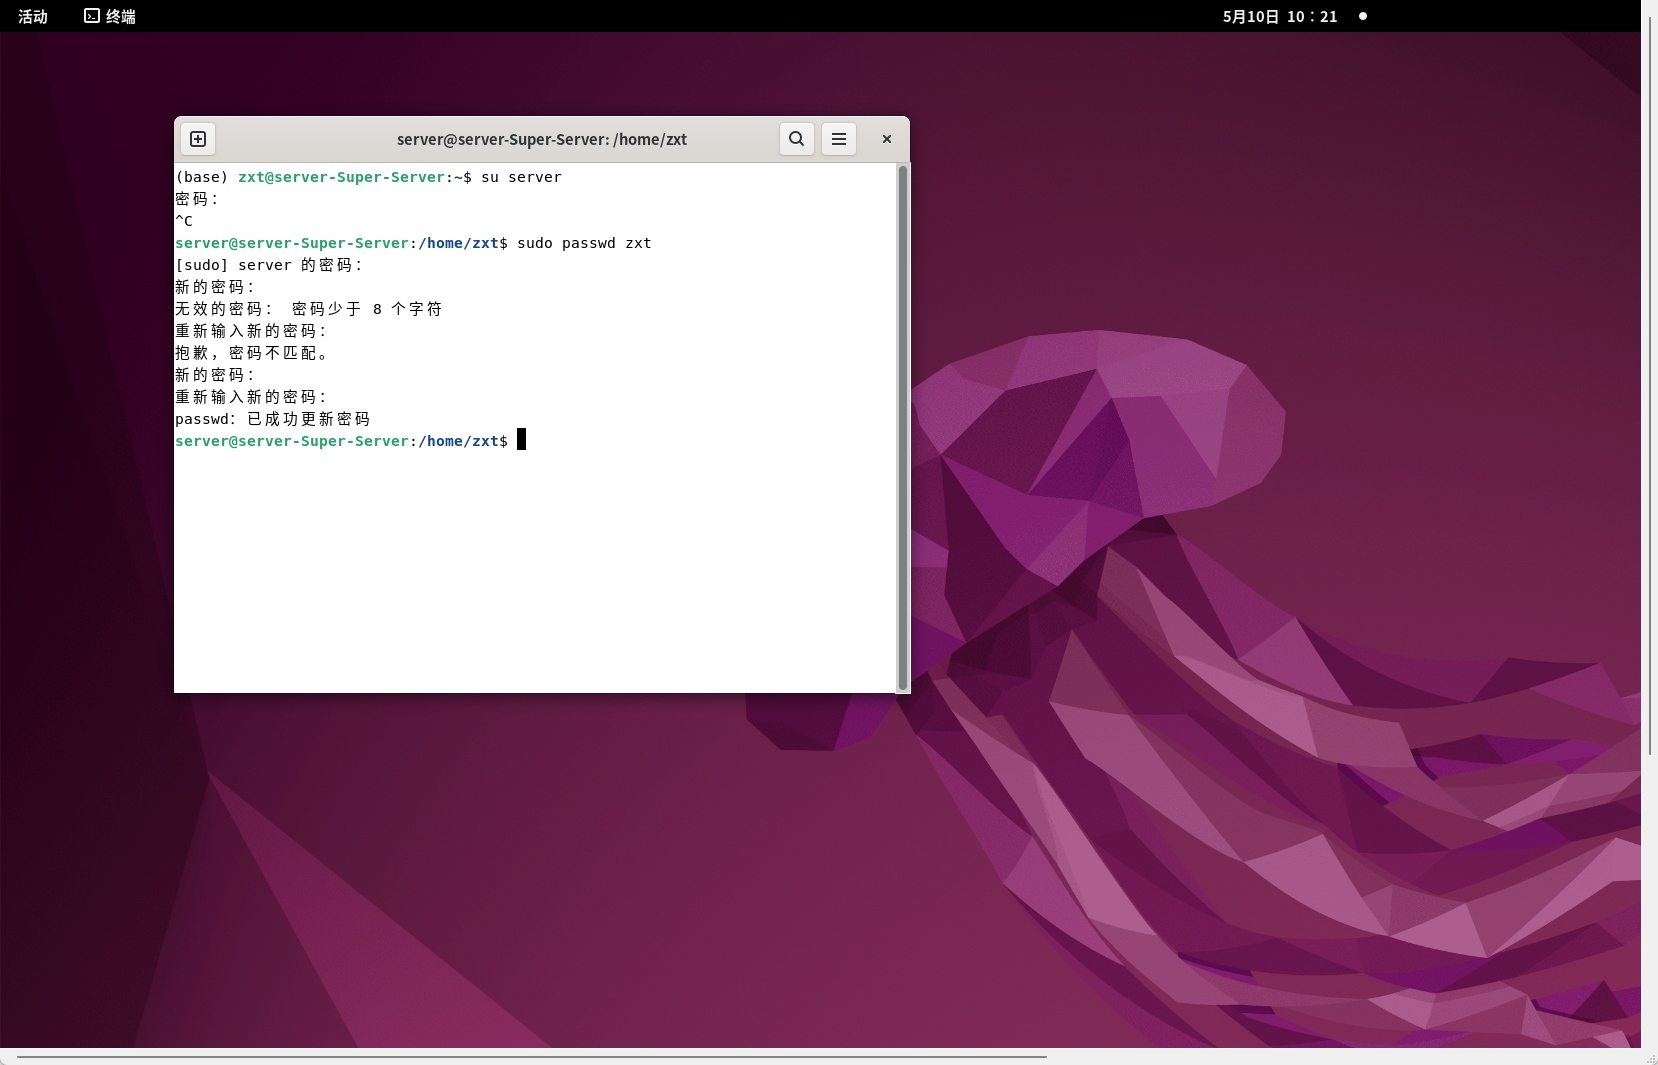 活动 终端 5月10日 10：21
server@server-Super-Server: /home/zxt
(base) zxt@server-Super-Server:~$ su server
密码：
^C
server@server-Super-Server:/home/zxt$ sudo passwd zxt
[sudo] server 的密码：
新的密码：
无效的密码： 密码少于 8 个字符
重新输入新的密码：
抱歉，密码不匹配。
新的密码：
重新输入新的密码：
passwd：已成功更新密码
server@server-Super-Server:/home/zxt$